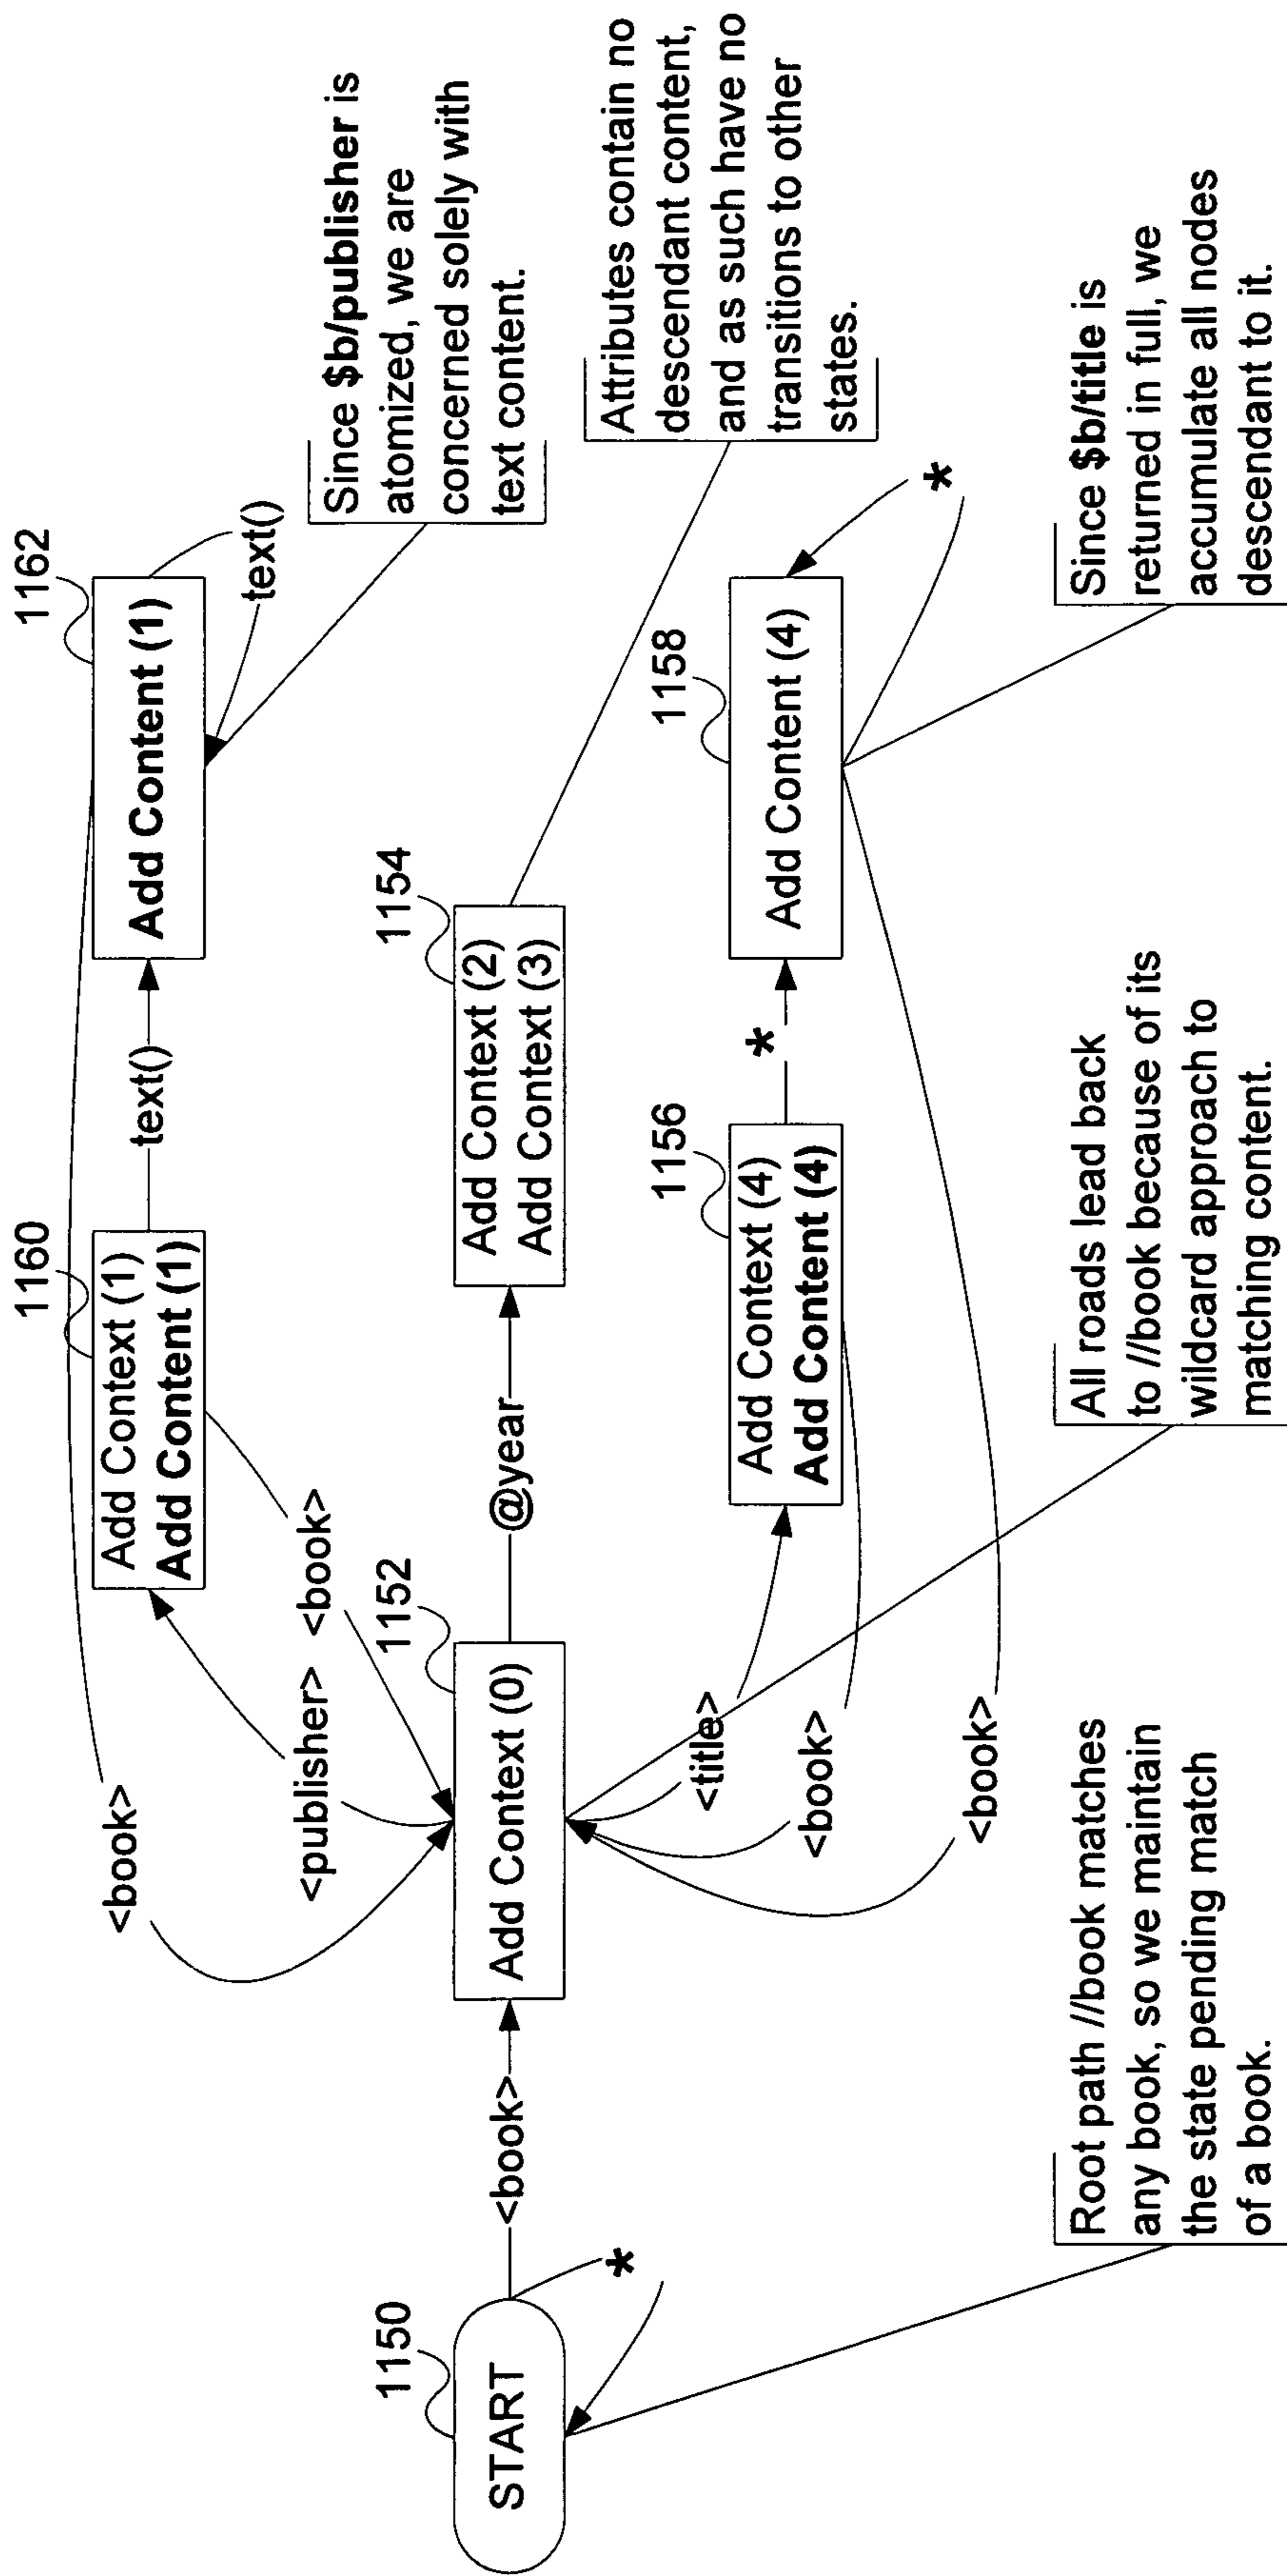 1162
1160
Add Context (1)
Add Content (1)
text()
Add Content (1)
text()
<book>
<publisher>
<book>
Since $b/publisher is
atomized, we are
concerned solely with
text content.
1150
START
*
<book>
1152
Add Context (0)
@year
1154
Add Context (2)
Add Context (3)
Attributes contain no
descendant content,
and as such have no
transitions to other
states.
<title>
<book>
<book>
1156
Add Context (4)
Add Content (4)
*
1158
Add Content (4)
*
Root path //book matches
any book, so we maintain
the state pending match
of a book.
All roads lead back
to //book because of its
wildcard approach to
matching content.
Since $b/title is
returned in full, we
accumulate all nodes
descendant to it.